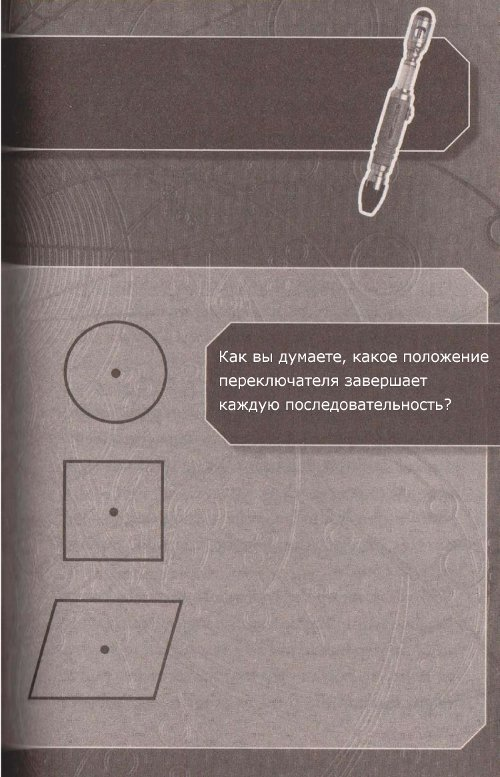 Как вы думаете, какое положение
переключателя завершает
каждую последовательность?